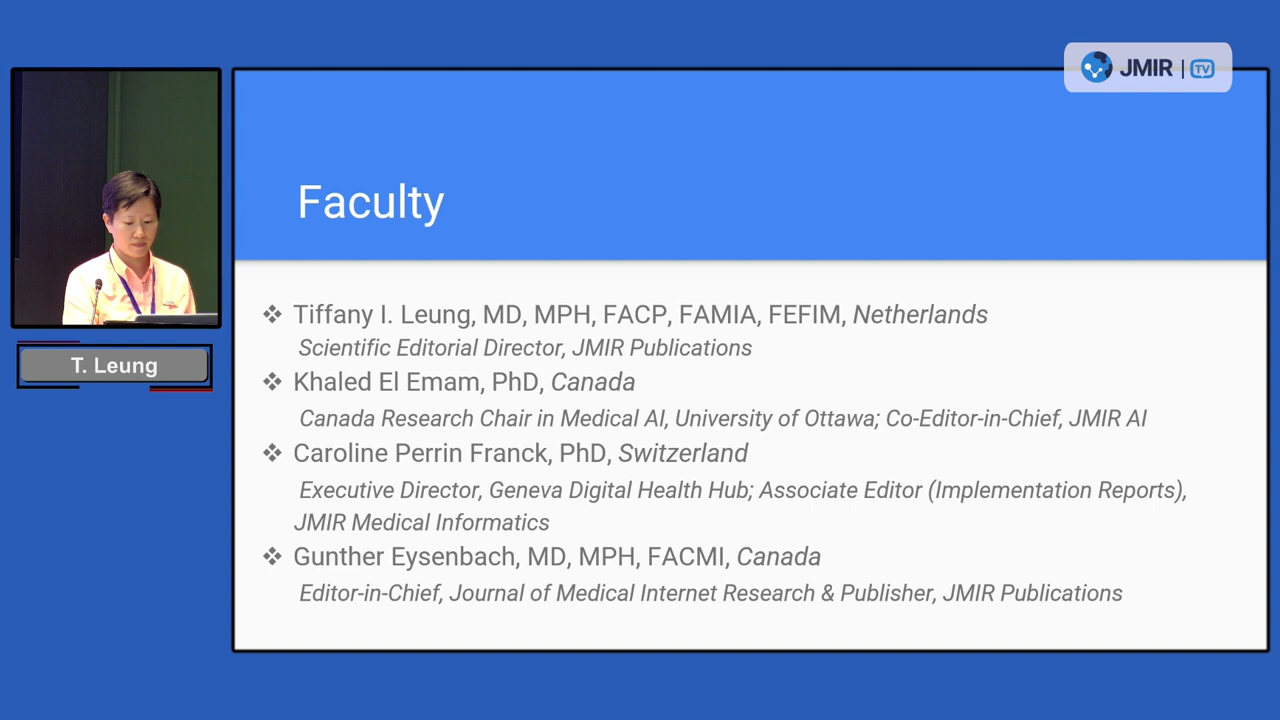 JMIR | TV
Faculty
❖ Tiffany I. Leung, MD, MPH, FACP, FAMIA, FEFIM, Netherlands
Scientific Editorial Director, JMIR Publications
❖ Khaled El Emam, PhD, Canada
Canada Research Chair in Medical AI, University of Ottawa; Co-Editor-in-Chief, JMIR AI
❖ Caroline Perrin Franck, PhD, Switzerland
Executive Director, Geneva Digital Health Hub; Associate Editor (Implementation Reports),
JMIR Medical Informatics
❖ Gunther Eysenbach, MD, MPH, FACMI, Canada
Editor-in-Chief, Journal of Medical Internet Research & Publisher, JMIR Publications
T. Leung